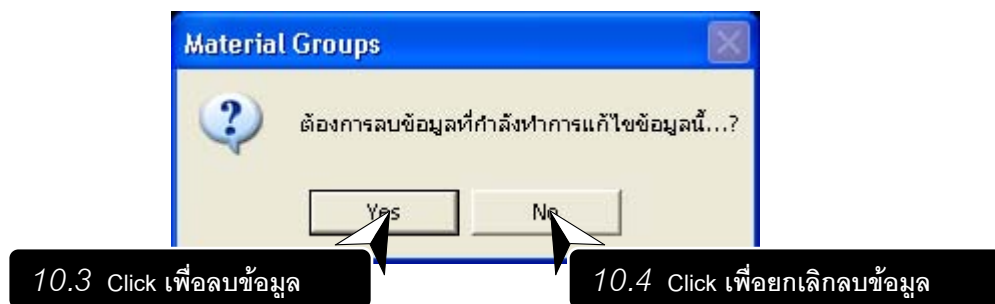 Material Groups
ต้องการลบข้อมูลที่กำลังทำการแก้ไขข้อมูลนี้...?
Yes No
10.3 Click เพื่อลบข้อมูล 10.4 Click เพื่อยกเลิกลบข้อมูล